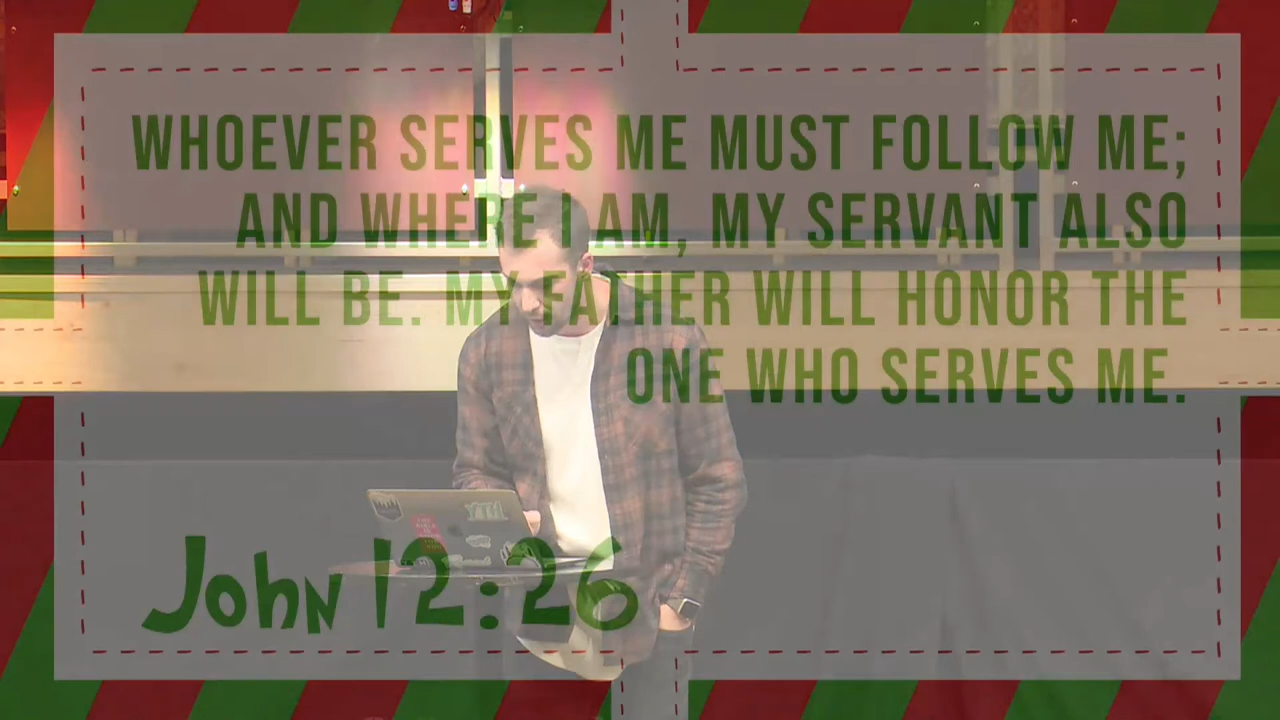 WHOEVER SERVES ME MUST FOLLOW ME;
AND WHERE I AM, MY SERVANT ALSO
WILL BE. MY FATHER WILL HONOR THE
ONE WHO SERVES ME.
John 12:26